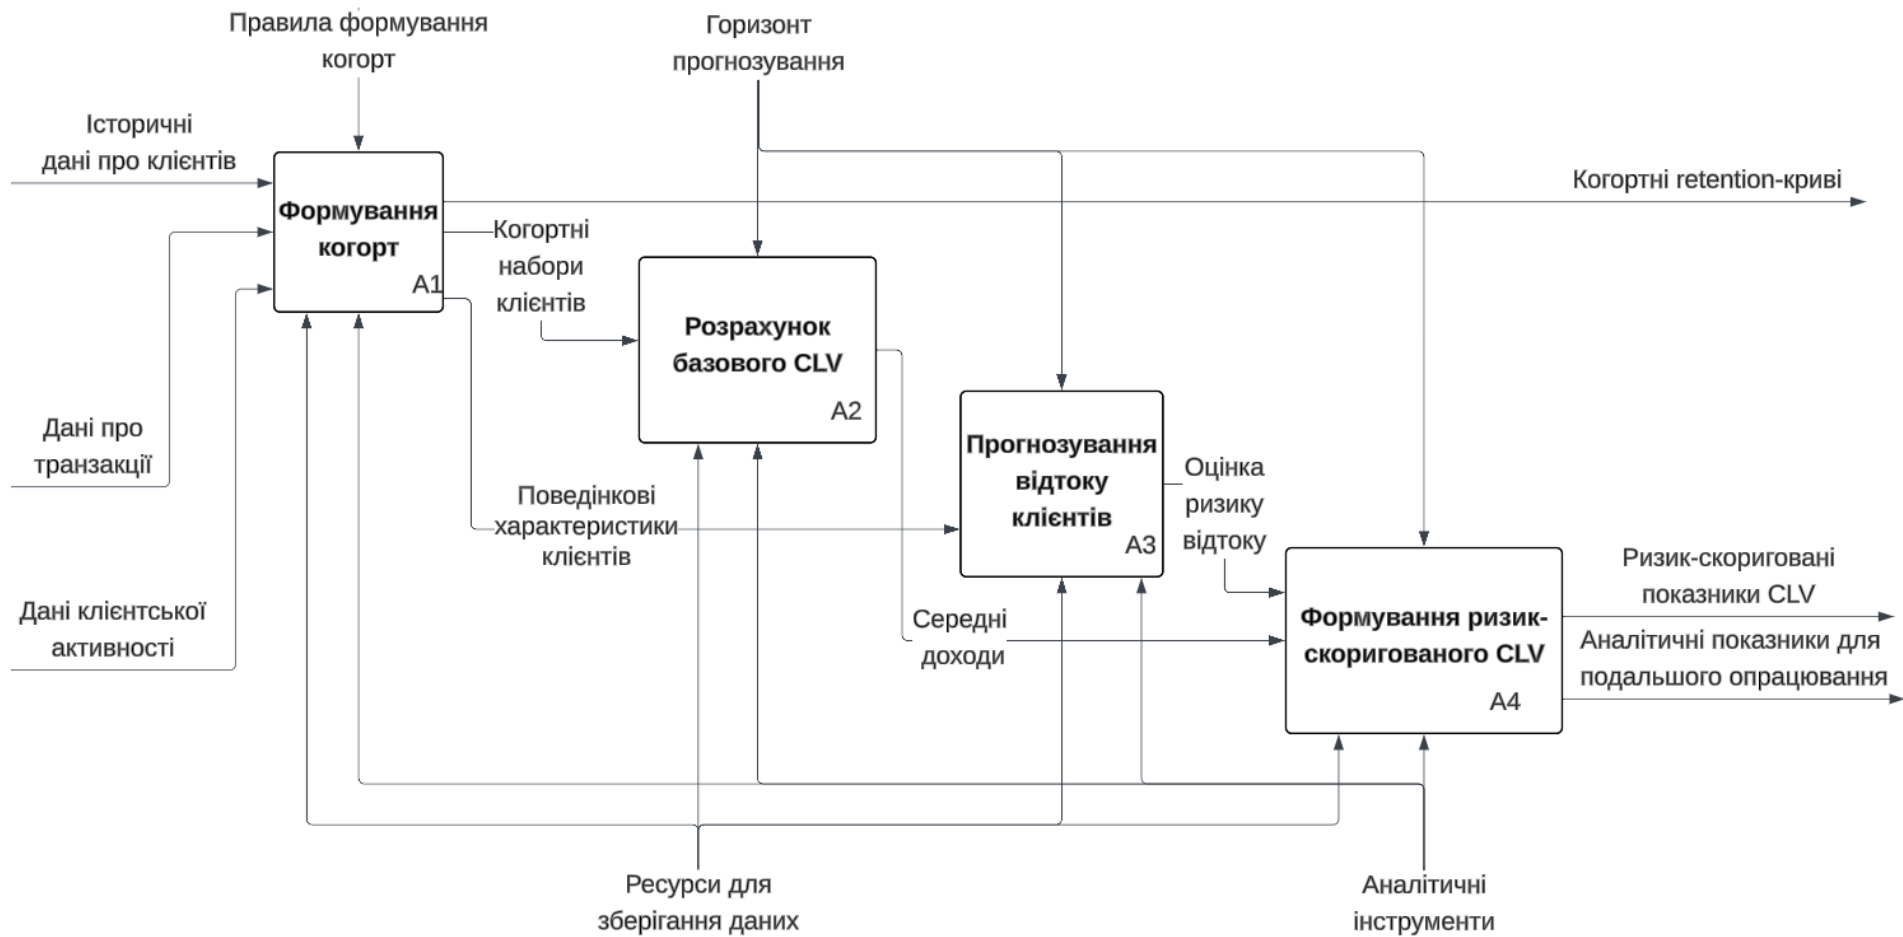 Правила формування
когорт
Горизонт
прогнозування
Історичні
дані про клієнтів
Когортні retention-криві
Формування
когорт
A1
Когортні
набори
клієнтів
Розрахунок
базового CLV
A2
Дані про
транзакції
Прогнозування
відтоку
клієнтів
A3
Оцінка
ризику
відтоку
Поведінкові
характеристики
клієнтів
Дані клієнтської
активності
Середні
доходи
Формування ризик-
скоригованого CLV
A4
Ризик-скориговані
показники CLV
Аналітичні показники для
подальшого опрацювання
Ресурси для
зберігання даних
Аналітичні
інструменти